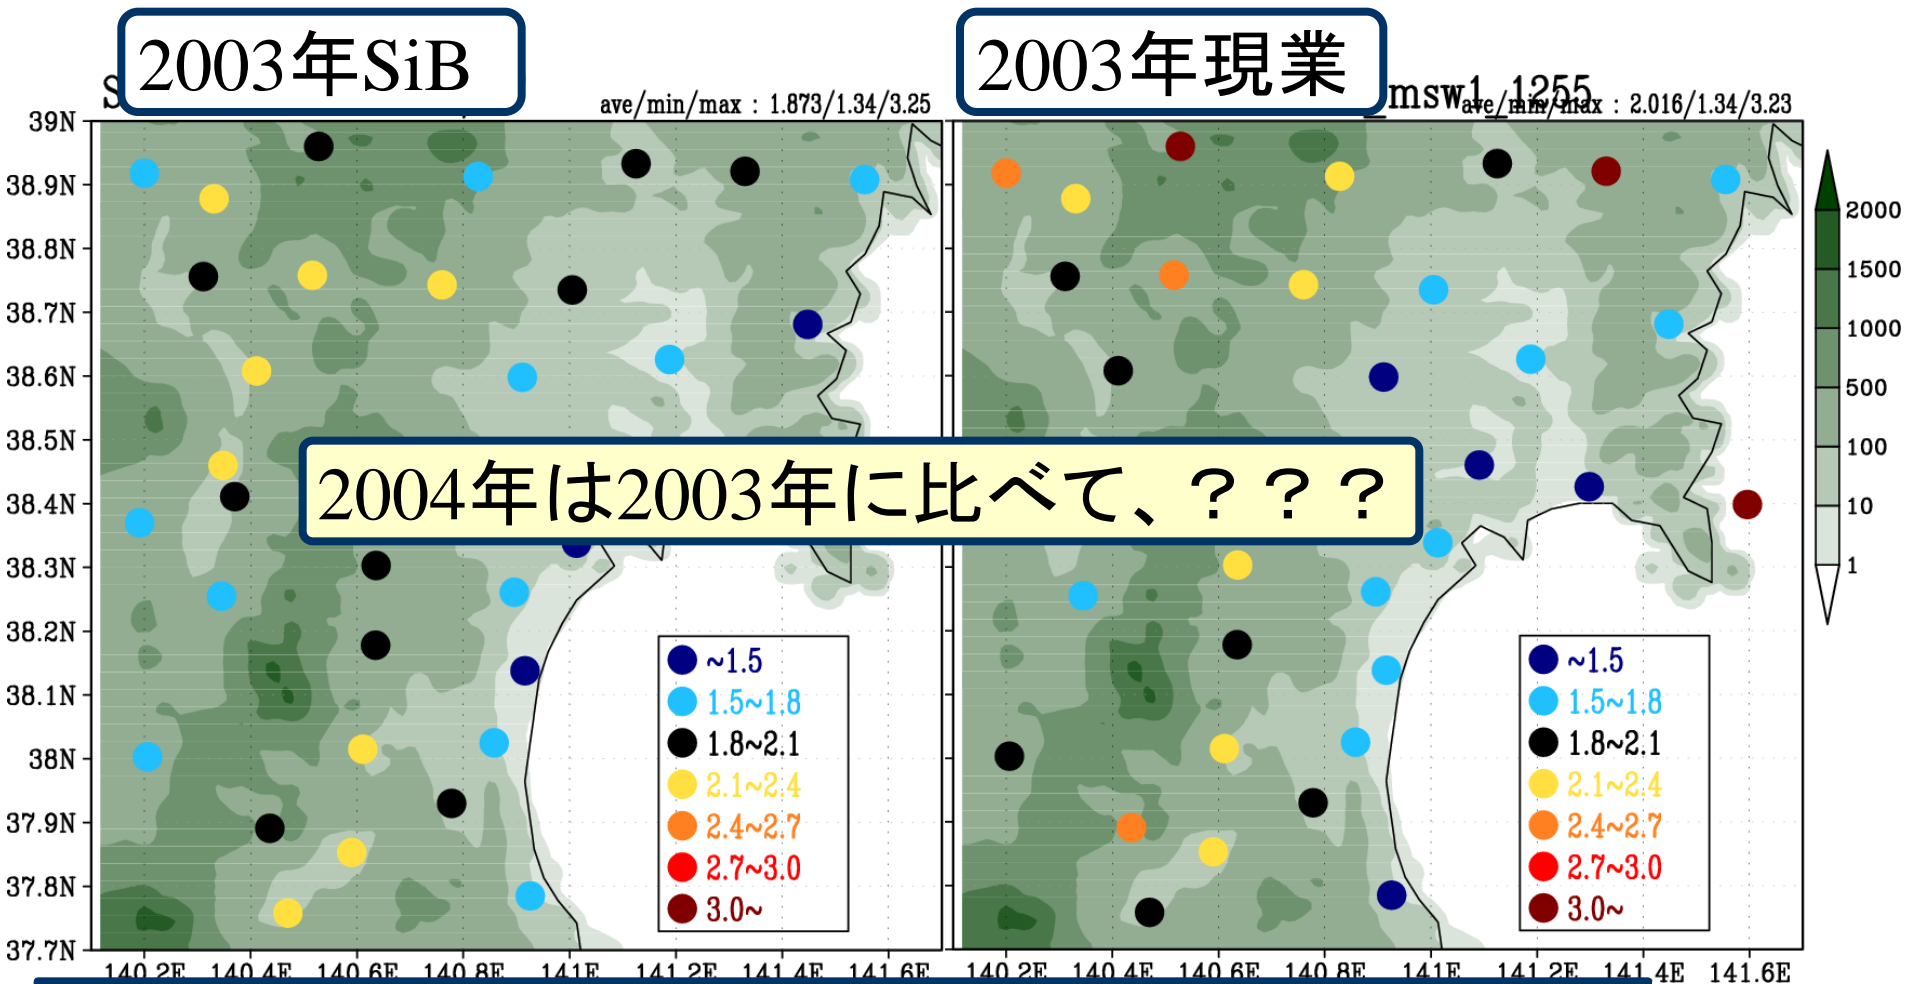 2003年SiB
2003年現業
S
ave/min/max : 1.873/1.34/3.25
_msw1_1255
ave/min/max : 2.016/1.34/3.23
39N
38.9N
38.8N
38.7N
38.6N
38.5N
38.4N
38.3N
38.2N
38.1N
38N
37.9N
37.8N
37.7N
2004年は2003年に比べて、？？？
~1.5
1.5~1.8
1.8~2.1
2.1~2.4
2.4~2.7
2.7~3.0
3.0~
~1.5
1.5~1.8
1.8~2.1
2.1~2.4
2.4~2.7
2.7~3.0
3.0~
2000
1500
1000
500
100
10
1
140.2E 140.4E 140.6E 140.8E 141E 141.2E 141.4E 141.6E
140.2E 140.4E 140.6E 140.8E 141E 141.2E 141.4E 141.6E